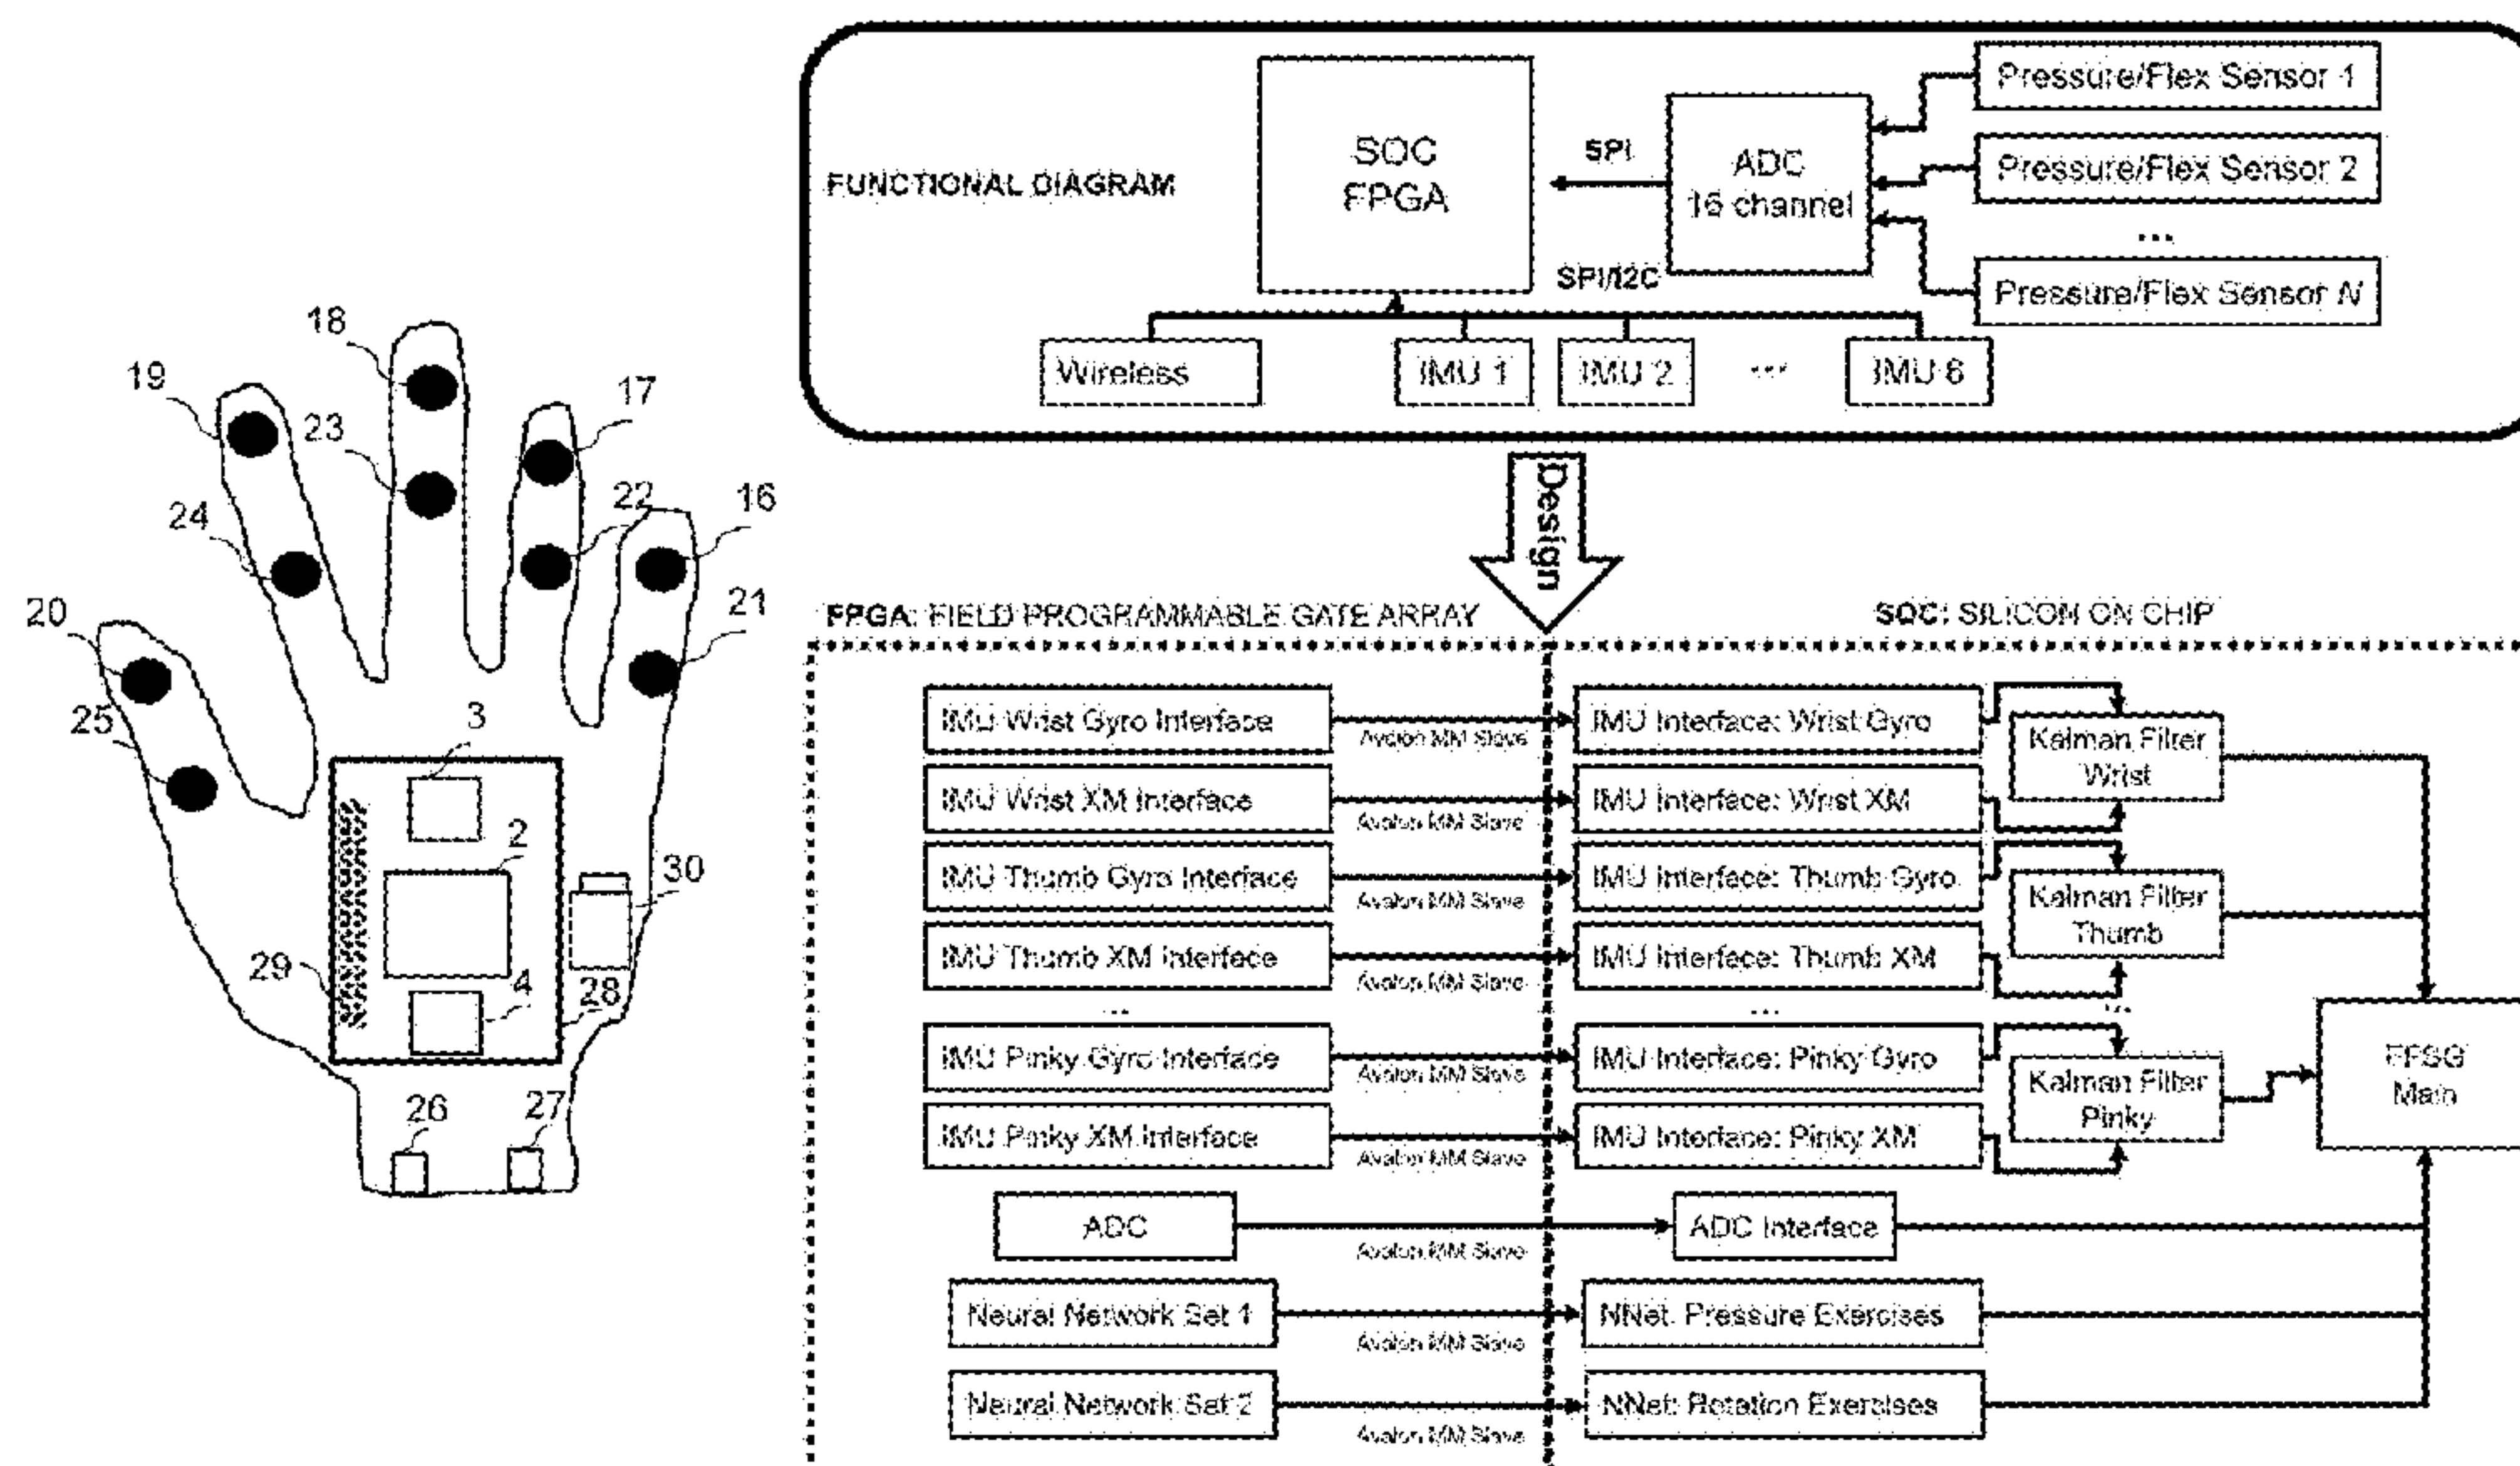 18
19
23
17
24
22
16
20
21
25
3
2
30
29
4
28
26
27
FUNCTIONAL DIAGRAM
SOC
FPGA
SPI
ADC
16 channel
Pressure/Flex Sensor 1
Pressure/Flex Sensor 2
...
Pressure/Flex Sensor N
SPI/I2C
Wireless
IMU 1
IMU 2
...
IMU 6
Design
FPGA: FIELD PROGRAMMABLE GATE ARRAY
SOC: SILICON ON CHIP
IMU Wrist Gyro Interface
Avalon MM Slave
IMU Interface: Wrist Gyro
Kalman Filter
Wrist
IMU Wrist XM Interface
Avalon MM Slave
IMU Interface: Wrist XM
IMU Thumb Gyro Interface
Avalon MM Slave
IMU Interface: Thumb Gyro
Kalman Filter
Thumb
IMU Thumb XM Interface
Avalon MM Slave
IMU Interface: Thumb XM
...
...
...
IMU Pinky Gyro Interface
Avalon MM Slave
IMU Interface: Pinky Gyro
Kalman Filter
Pinky
Main
IMU Pinky XM Interface
Avalon MM Slave
IMU Interface: Pinky XM
ADC
Avalon MM Slave
ADC Interface
Neural Network Set 1
Avalon MM Slave
NNet: Pressure Exercises
Neural Network Set 2
Avalon MM Slave
NNet: Rotation Exercises